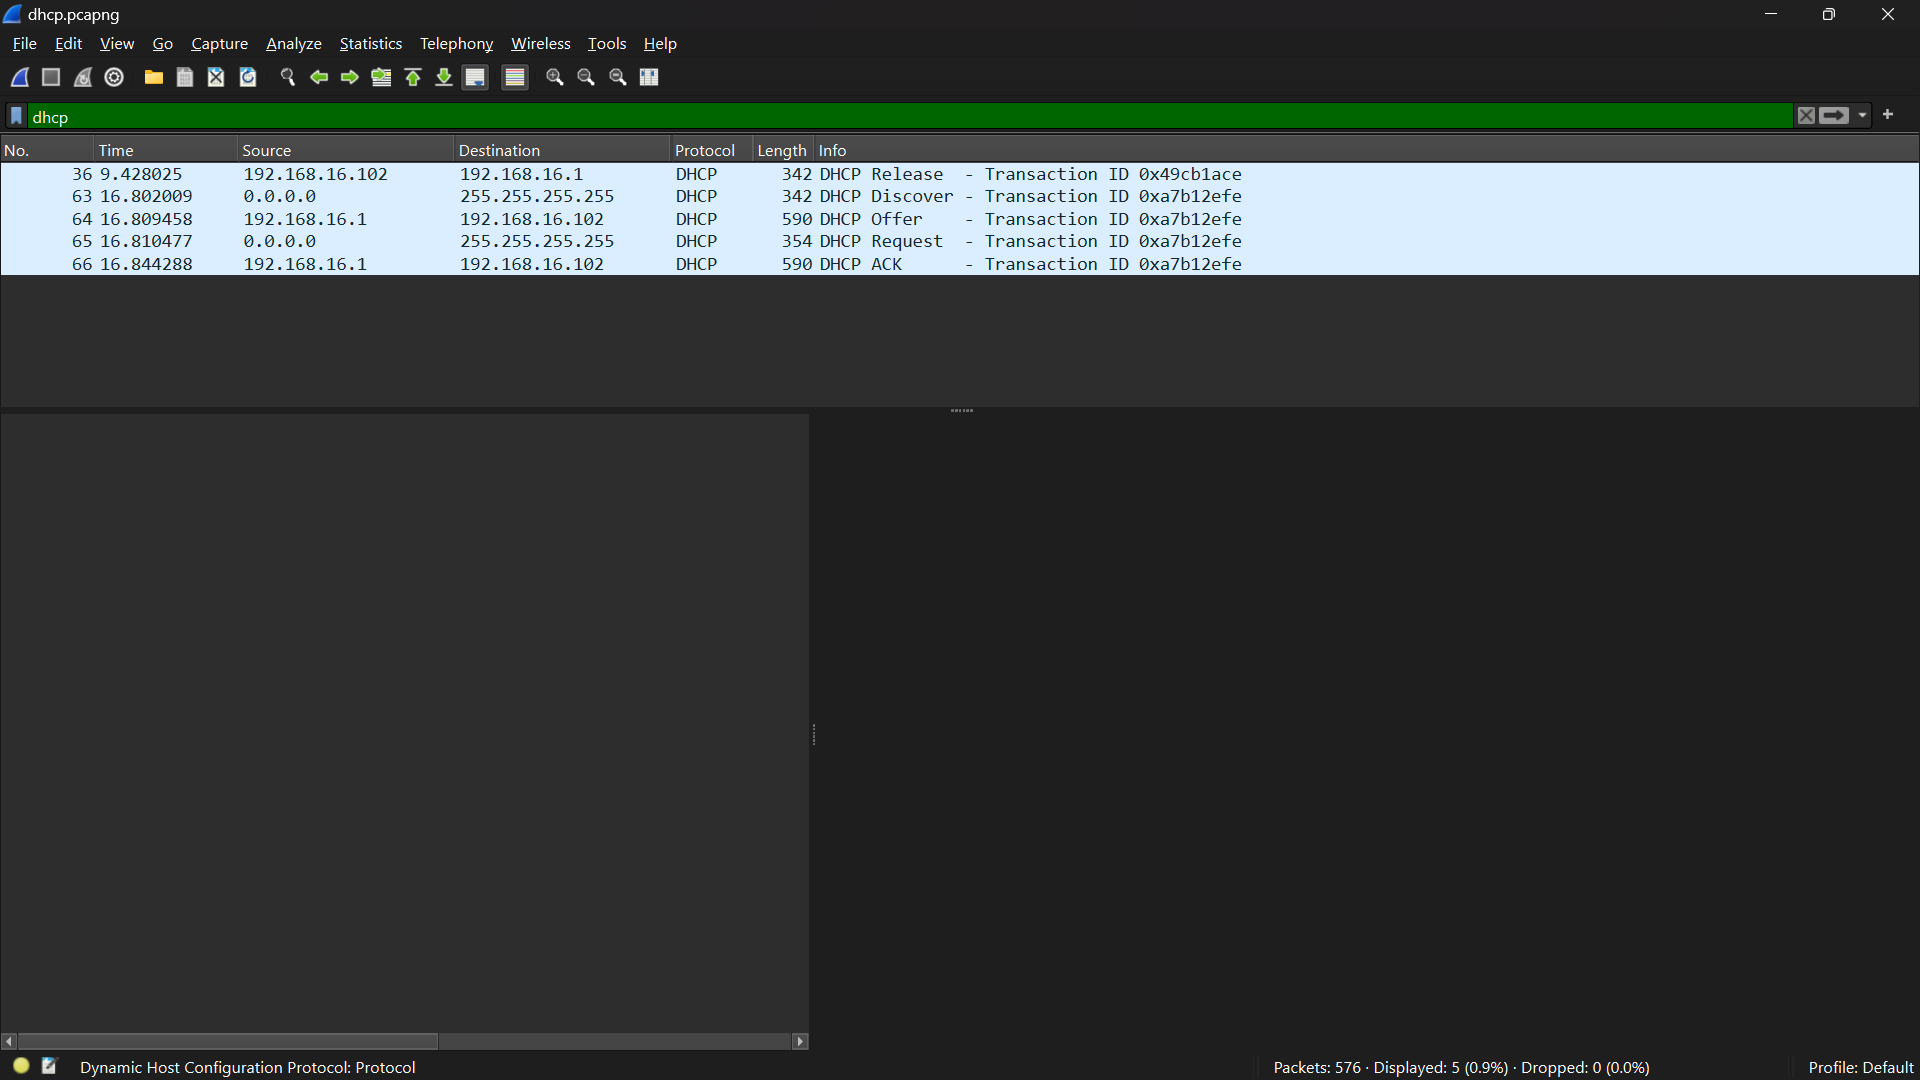 dhcp.pcapng
File Edit View Go Capture Analyze Statistics Telephony Wireless Tools Help
dhcp
No. Time Source Destination Protocol Length Info
36 9.428025 192.168.16.102 192.168.16.1 DHCP 342 DHCP Release - Transaction ID 0x49cb1ace
63 16.802009 0.0.0.0 255.255.255.255 DHCP 342 DHCP Discover - Transaction ID 0xa7b12efe
64 16.809458 192.168.16.1 192.168.16.102 DHCP 590 DHCP Offer - Transaction ID 0xa7b12efe
65 16.810477 0.0.0.0 255.255.255.255 DHCP 354 DHCP Request - Transaction ID 0xa7b12efe
66 16.844288 192.168.16.1 192.168.16.102 DHCP 590 DHCP ACK - Transaction ID 0xa7b12efe
Dynamic Host Configuration Protocol: Protocol Packets: 576 · Displayed: 5 (0.9%) · Dropped: 0 (0.0%) Profile: Default